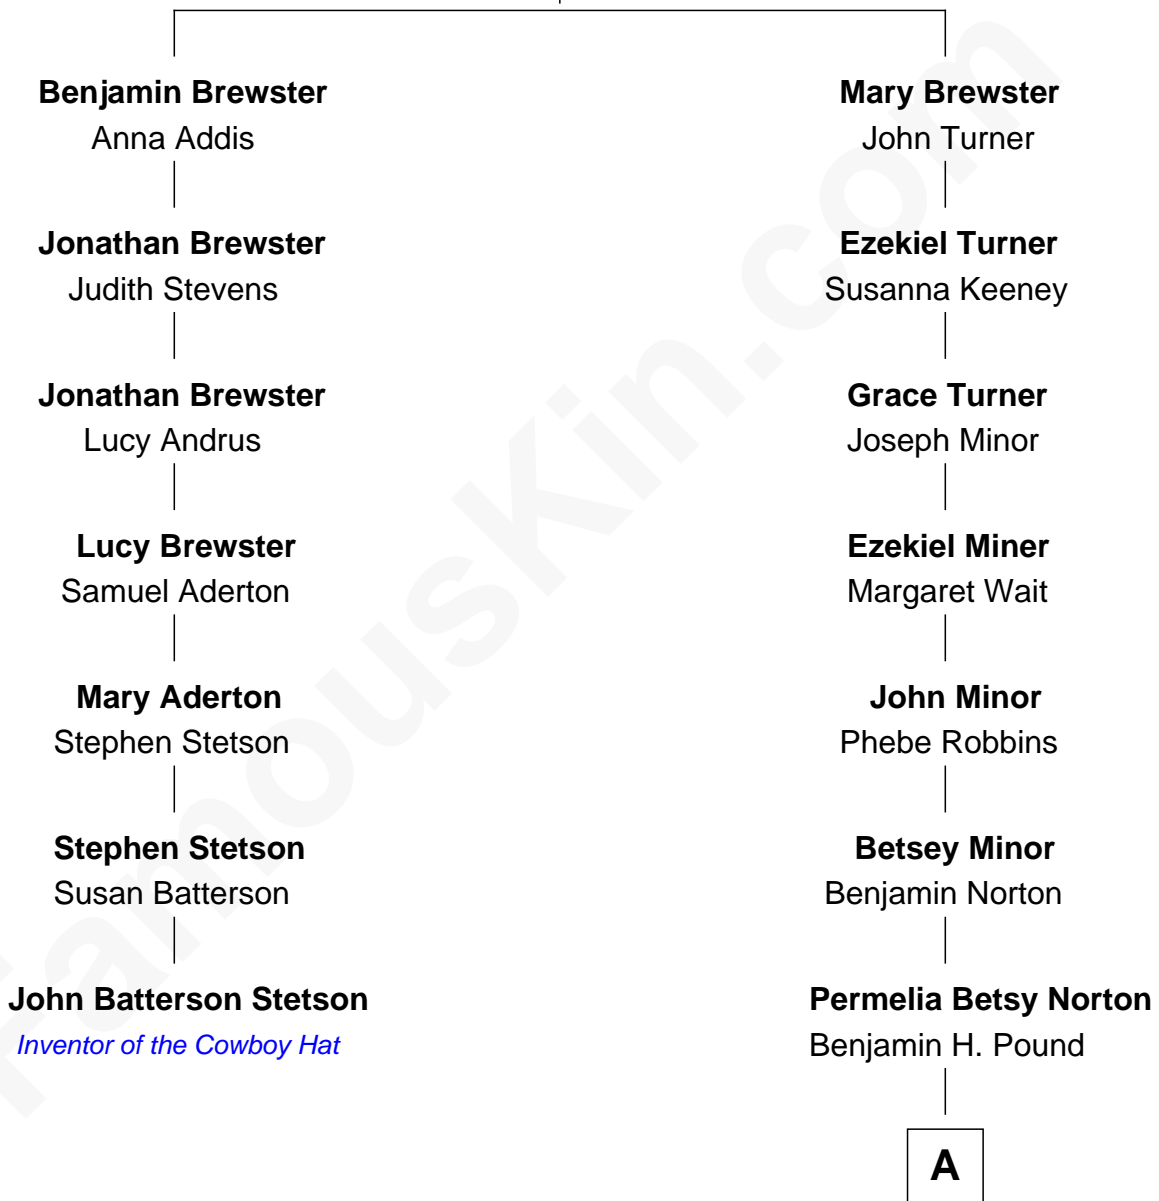 Benjamin Brewster
Anna Addis
Jonathan Brewster
Judith Stevens
Jonathan Brewster
Lucy Andrus
Lucy Brewster
Samuel Aderton
Mary Aderton
Stephen Stetson
Stephen Stetson
Susan Batterson
John Batterson Stetson
Inventor of the Cowboy Hat
Mary Brewster
John Turner
Ezekiel Turner
Susanna Keeney
Grace Turner
Joseph Minor
Ezekiel Miner
Margaret Wait
John Minor
Phebe Robbins
Betsey Minor
Benjamin Norton
Permelia Betsy Norton
Benjamin H. Pound
A
FamousKin.com